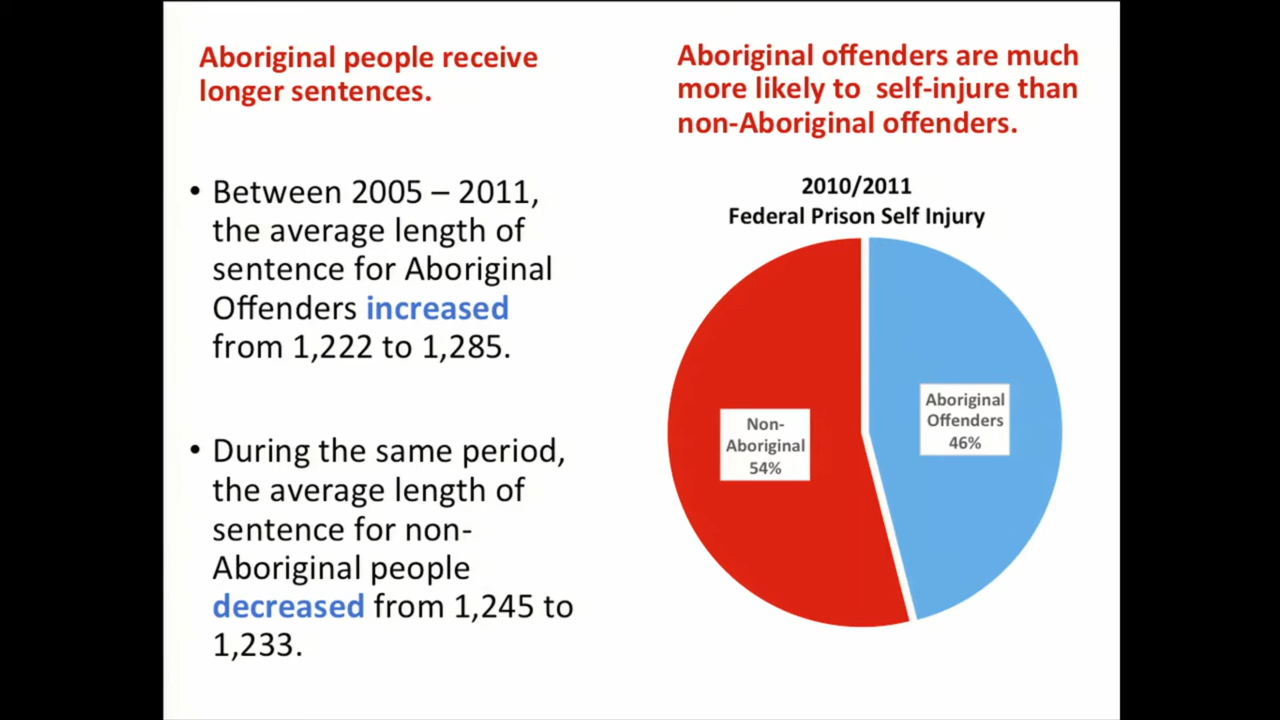 Aboriginal people receive
longer sentences.
• Between 2005 – 2011,
the average length of
sentence for Aboriginal
Offenders increased
from 1,222 to 1,285.
• During the same period,
the average length of
sentence for non-
Aboriginal people
decreased from 1,245 to
1,233.
Aboriginal offenders are much
more likely to self-injure than
non-Aboriginal offenders.
2010/2011
Federal Prison Self Injury
Non-
Aboriginal
54%
Aboriginal
Offenders
46%